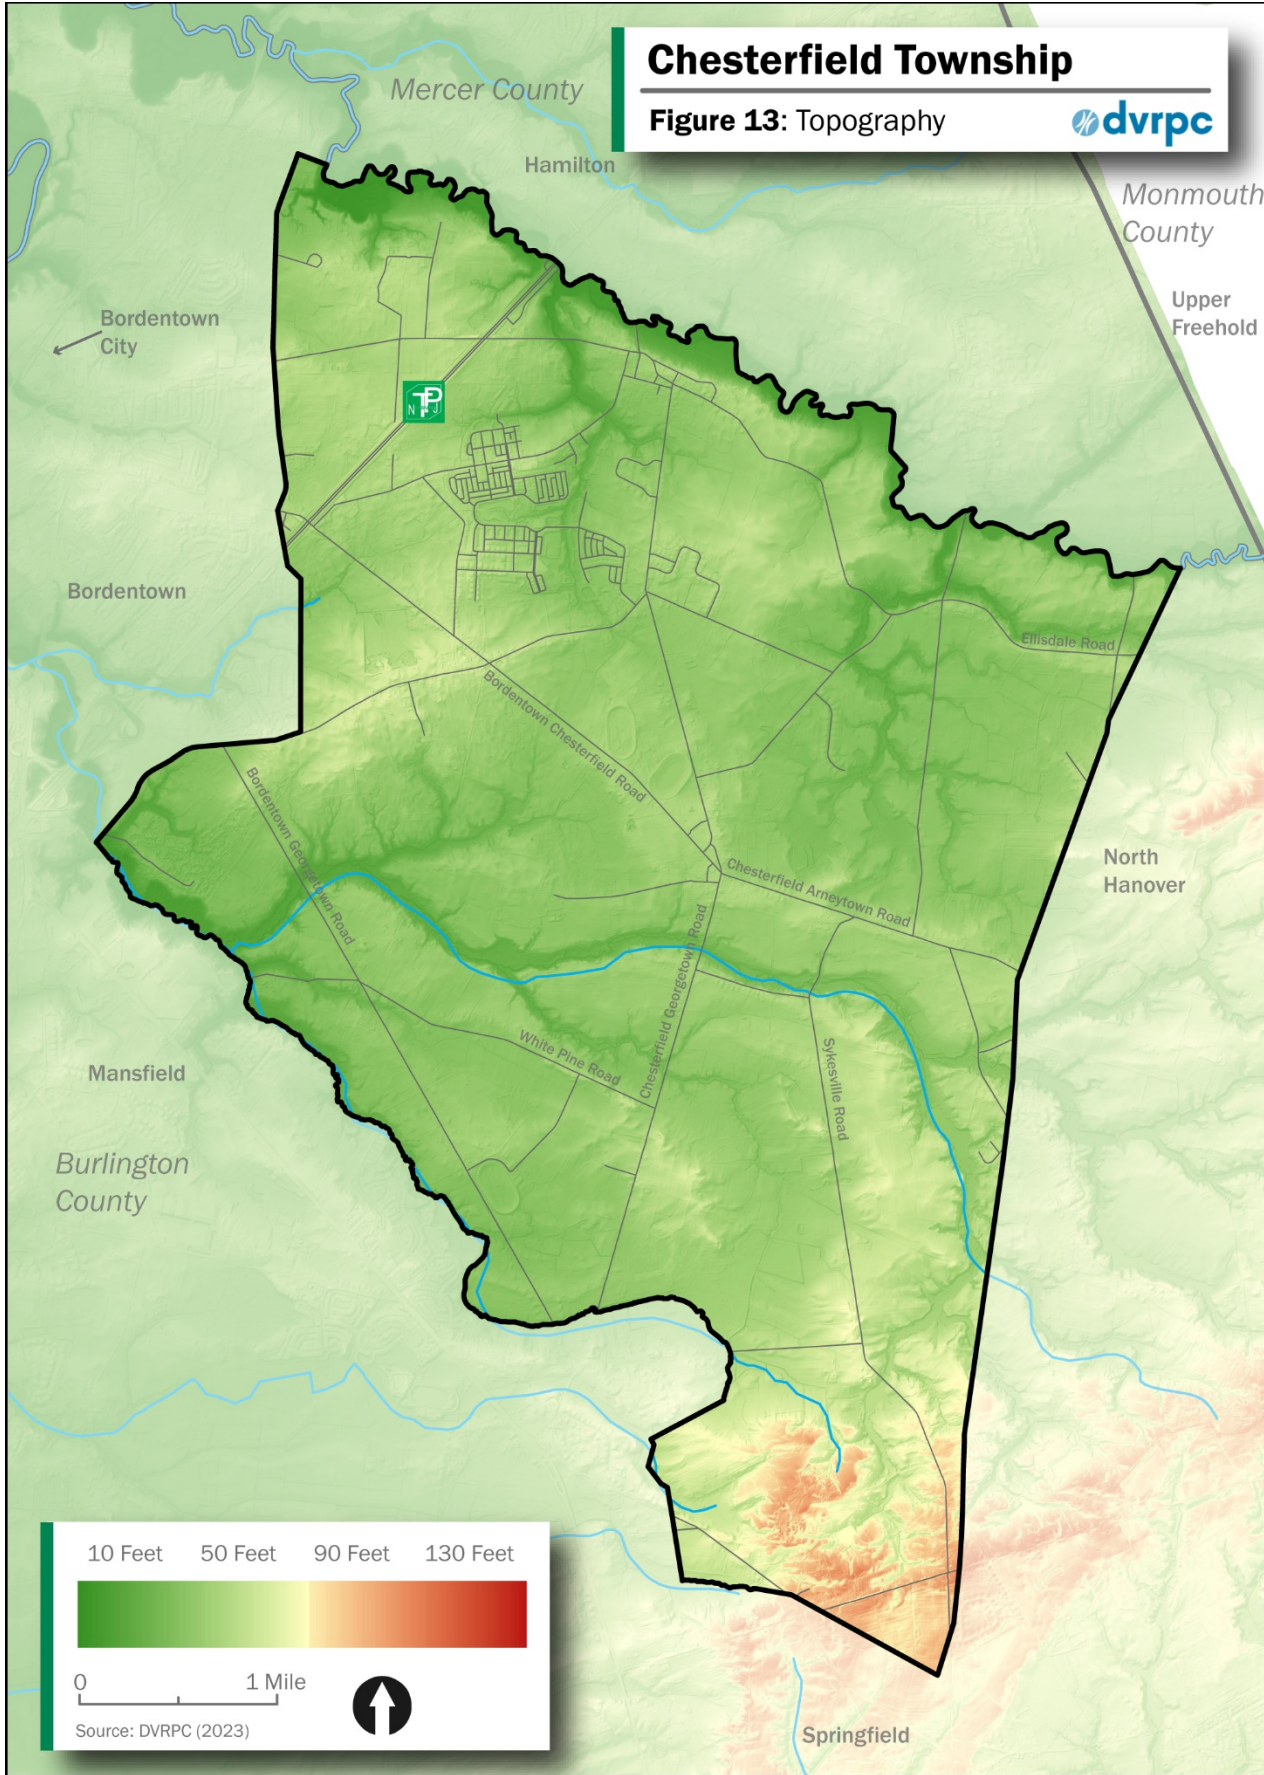 Chesterfield Township
Figure 13: Topography
dvrpc
Mercer County
Hamilton
Monmouth
County
Upper
Freehold
Bordentown
City
TP
N J
Bordentown
Ellisdale Road
Bordentown Chesterfield Road
Bordentown Georgetown Road
North
Hanover
Chesterfield Arneytown Road
Chesterfield Georgetown Road
White Pine Road
Sykesville Road
Mansfield
Burlington
County
10 Feet 50 Feet 90 Feet 130 Feet
0 1 Mile
Source: DVRPC (2023)
Springfield